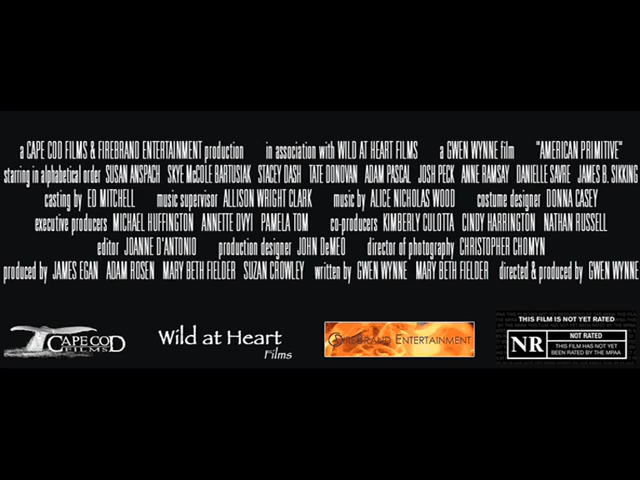 a CAPE COD FILMS & FIREBRAND ENTERTAINMENT production in association with WILD AT HEART FILMS a GWEN WYNNE film "AMERICAN PRIMITIVE"
starring in alphabetical order SUSAN ANSPACH SKYE McCOLE BARTUSIAK STACEY DASH TATE DONOVAN ADAM PASCAL JOSH PECK ANNE RAMSAY DANIELLE SAVRE JAMES B. SIKKING
casting by ED MITCHELL music supervisor ALLISON WRIGHT CLARK music by ALICE NICHOLAS WOOD costume designer DONNA CASEY
executive producers MICHAEL HUFFINGTON ANNETTE DVYI PAMELA TOM co-producers KIMBERLY CULOTTA CINDY HARRINGTON NATHAN RUSSELL
editor JOANNE D'ANTONIO production designer JOHN DeMEO director of photography CHRISTOPHER CHOMYN
produced by JAMES EGAN ADAM ROSEN MARY BETH FIELDER SUZAN CROWLEY written by GWEN WYNNE MARY BETH FIELDER directed & produced by GWEN WYNNE
CAPE COD
FILMS
Wild at Heart
Films
FIREBRAND ENTERTAINMENT
THIS FILM IS NOT YET RATED
NR
NOT RATED
THIS FILM HAS NOT YET
BEEN RATED BY THE MPAA